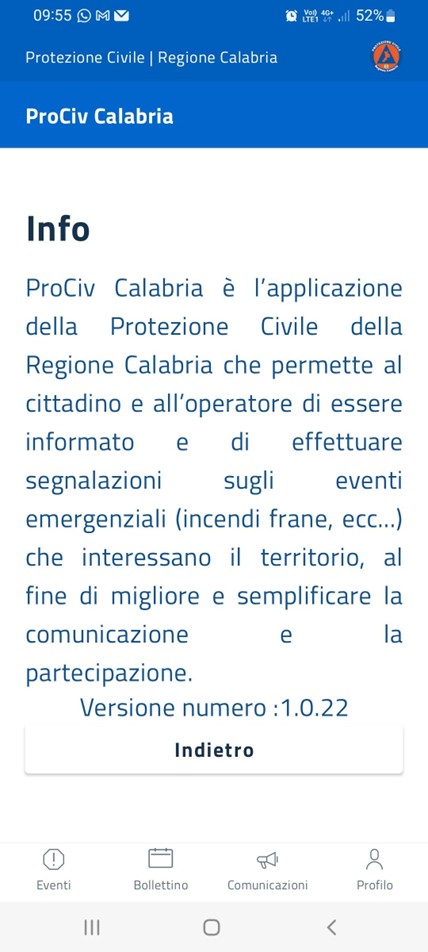 09:55 52%
Protezione Civile | Regione Calabria
ProCiv Calabria
Info
ProCiv Calabria è l’applicazione
della Protezione Civile della
Regione Calabria che permette al
cittadino e all’operatore di essere
informato e di effettuare
segnalazioni sugli eventi
emergenziali (incendi frane, ecc...)
che interessano il territorio, al
fine di migliore e semplificare la
comunicazione e la
partecipazione.
Versione numero :1.0.22
Indietro
Eventi Bollettino Comunicazioni Profilo